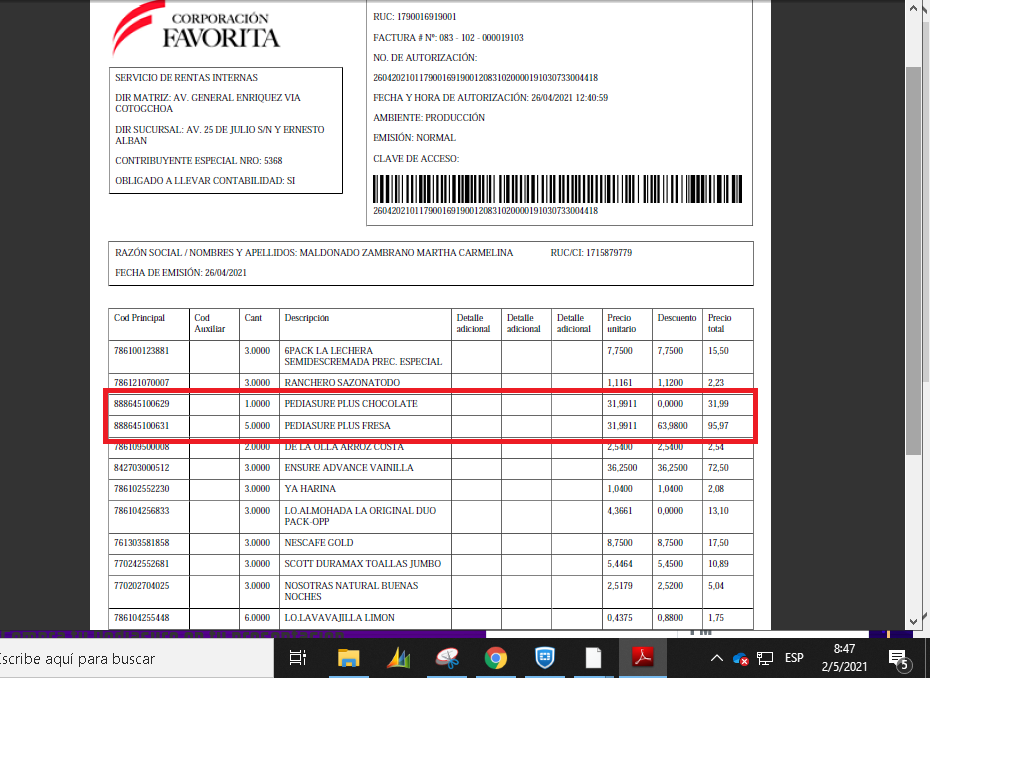 CORPORACIÓN
FAVORITA
SERVICIO DE RENTAS INTERNAS
DIR MATRIZ: AV. GENERAL ENRIQUEZ VIA
COTOGCHOA
DIR SUCURSAL: AV. 25 DE JULIO S/N Y ERNESTO
ALBAN
CONTRIBUYENTE ESPECIAL NRO: 5368
OBLIGADO A LLEVAR CONTABILIDAD: SI
RUC: 1790016919001
FACTURA # Nº: 083 - 102 - 000019103
NO. DE AUTORIZACIÓN:
2604202101179001691900120831020000191030733004418
FECHA Y HORA DE AUTORIZACIÓN: 26/04/2021 12:40:59
AMBIENTE: PRODUCCIÓN
EMISIÓN: NORMAL
CLAVE DE ACCESO:
2604202101179001691900120831020000191030733004418
RAZÓN SOCIAL / NOMBRES Y APELLIDOS: MALDONADO ZAMBRANO MARTHA CARMELINA RUC/CI: 1715879779
FECHA DE EMISIÓN: 26/04/2021
Cod Principal Cod Auxiliar Cant Descripción Detalle adicional Detalle adicional Detalle adicional Precio unitario Descuento Precio total
786100123881 3.0000 6PACK LA LECHERA SEMIDESCREMADA PREC. ESPECIAL 7,7500 7,7500 15,50
786121070007 3.0000 RANCHERO SAZONATODO 1,1161 1,1200 2,23
888645100629 1.0000 PEDIASURE PLUS CHOCOLATE 31,9911 0,0000 31,99
888645100631 5.0000 PEDIASURE PLUS FRESA 31,9911 63,9800 95,97
786109500008 2.0000 DE LA OLLA ARROZ COSTA 2,5400 2,5400 2,54
842703000512 3.0000 ENSURE ADVANCE VAINILLA 36,2500 36,2500 72,50
786102552230 3.0000 YA HARINA 1,0400 1,0400 2,08
786104256833 3.0000 LO.ALMOHADA LA ORIGINAL DUO PACK-OPP 4,3661 0,0000 13,10
761303581858 3.0000 NESCAFE GOLD 8,7500 8,7500 17,50
770242552681 3.0000 SCOTT DURAMAX TOALLAS JUMBO 5,4464 5,4500 10,89
770202704025 3.0000 NOSOTRAS NATURAL BUENAS NOCHES 2,5179 2,5200 5,04
786104255448 6.0000 LO.LAVAVAJILLA LIMON 0,4375 0,8800 1,75
scribe aquí para buscar
ESP
8:47
2/5/2021
5